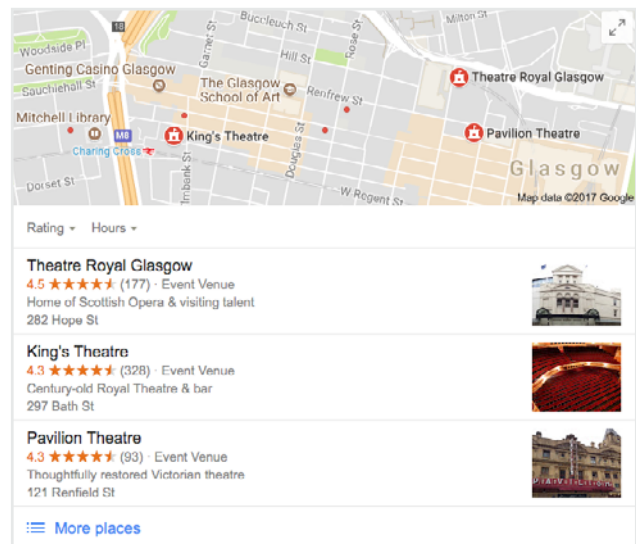 Woodside Pl
18
Buccleuch St
Milton St
Garnet St
Hill St
Rose St
Genting Casino Glasgow
Sauchiehall St
The Glasgow
School of Art
Renfrew St
Theatre Royal Glasgow
Mitchell Library
M8
King's Theatre
Pavilion Theatre
Charing Cross
Douglas St
Glasgow
Dorset St
W Regent St
Map data ©2017 Google
Rating
Hours
Theatre Royal Glasgow
4.5 ★★★★★ (177) · Event Venue
Home of Scottish Opera & visiting talent
282 Hope St
King's Theatre
4.3 ★★★★★ (328) · Event Venue
Century-old Royal Theatre & bar
297 Bath St
Pavilion Theatre
4.3 ★★★★★ (93) · Event Venue
Thoughtfully restored Victorian theatre
121 Renfield St
More places